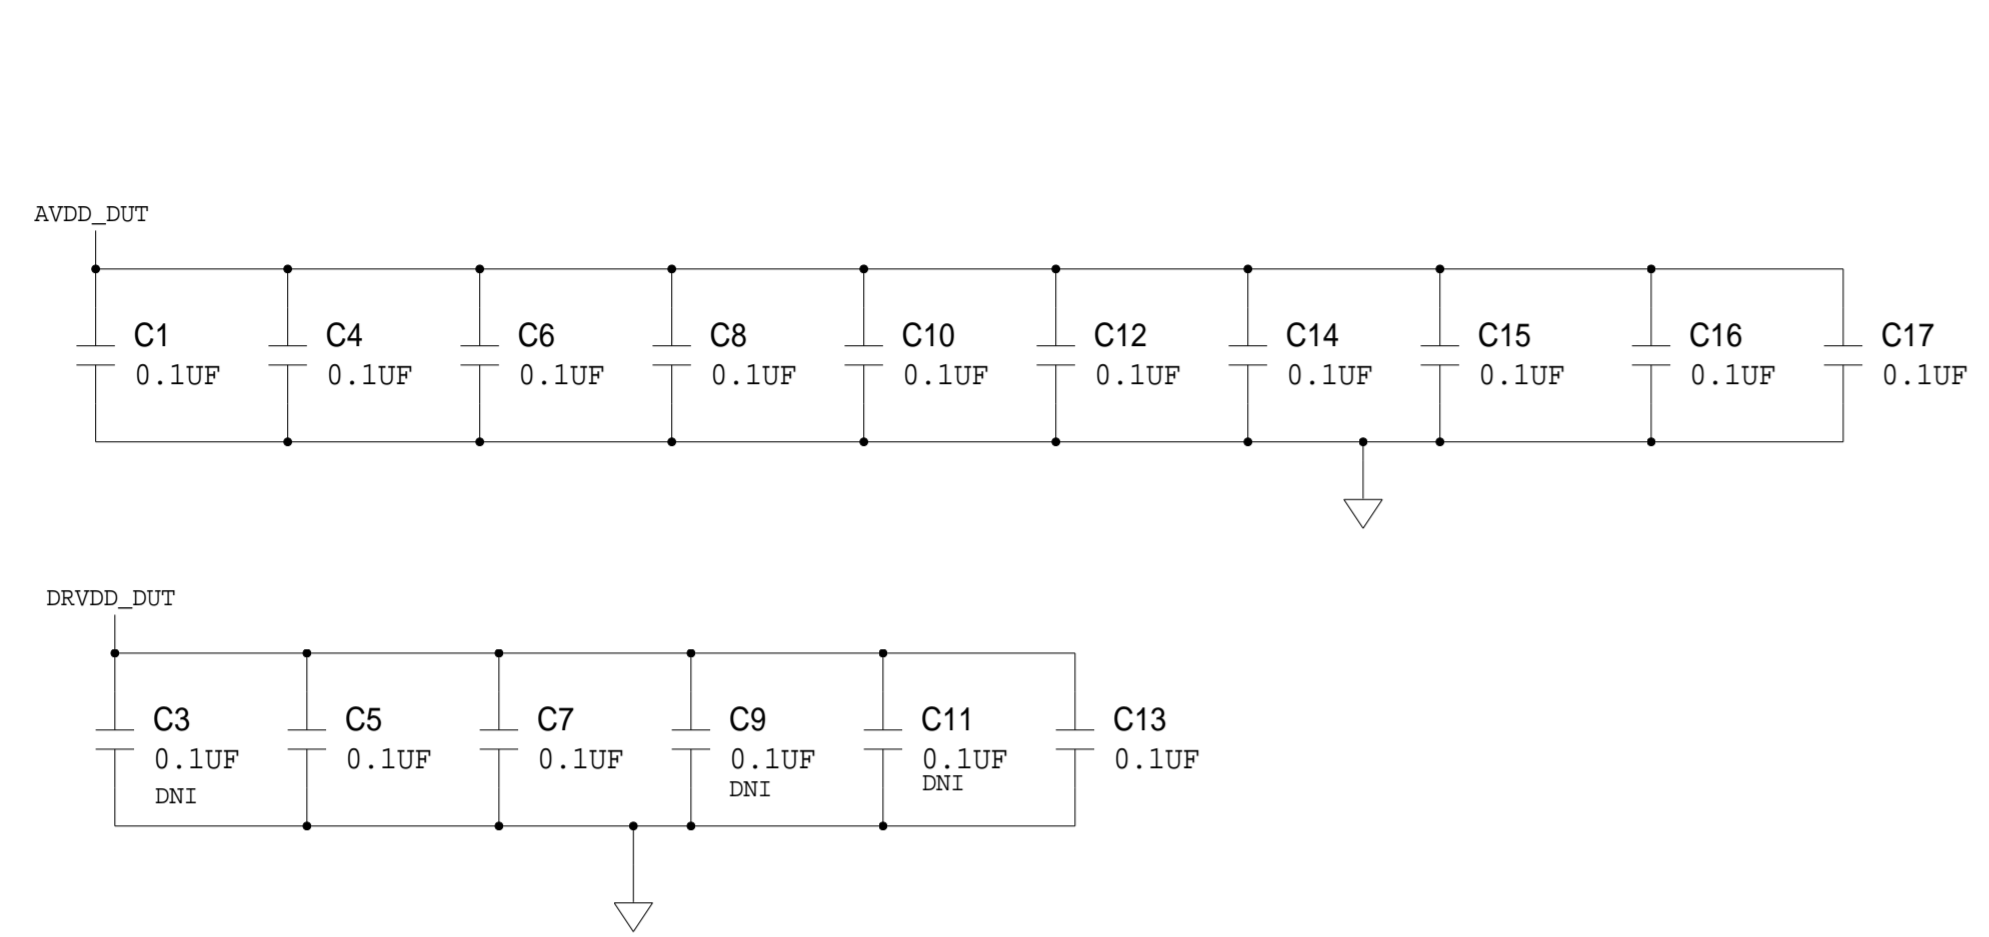 AVDD_DUT
C1 C4 C6 C8 C10 C12 C14 C15 C16 C17
0.1UF 0.1UF 0.1UF 0.1UF 0.1UF 0.1UF 0.1UF 0.1UF 0.1UF 0.1UF
DRVDD_DUT
C3 C5 C7 C9 C11 C13
0.1UF 0.1UF 0.1UF 0.1UF 0.1UF 0.1UF
DNI DNI DNI